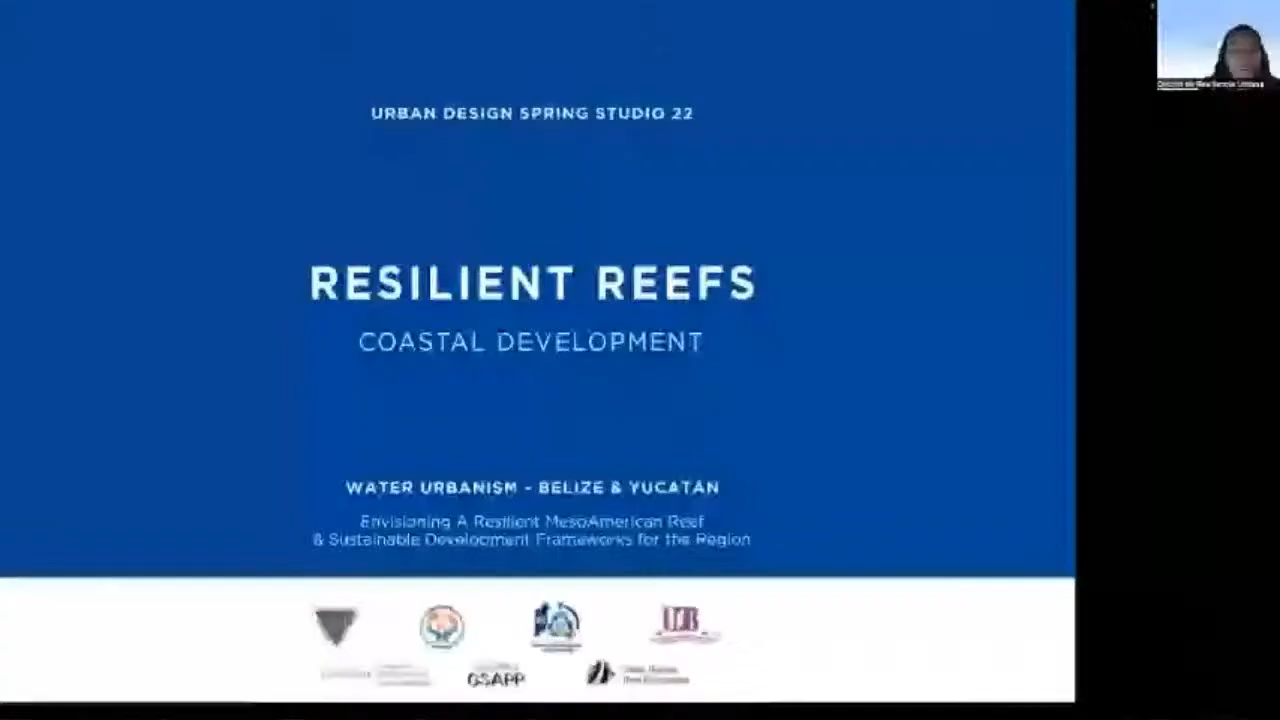 URBAN DESIGN SPRING STUDIO 22
RESILIENT REEFS
COASTAL DEVELOPMENT
WATER URBANISM - BELIZE & YUCATÁN
Envisioning A Resilient MesoAmerican Reef
& Sustainable Development Frameworks for the Region
GSAPP